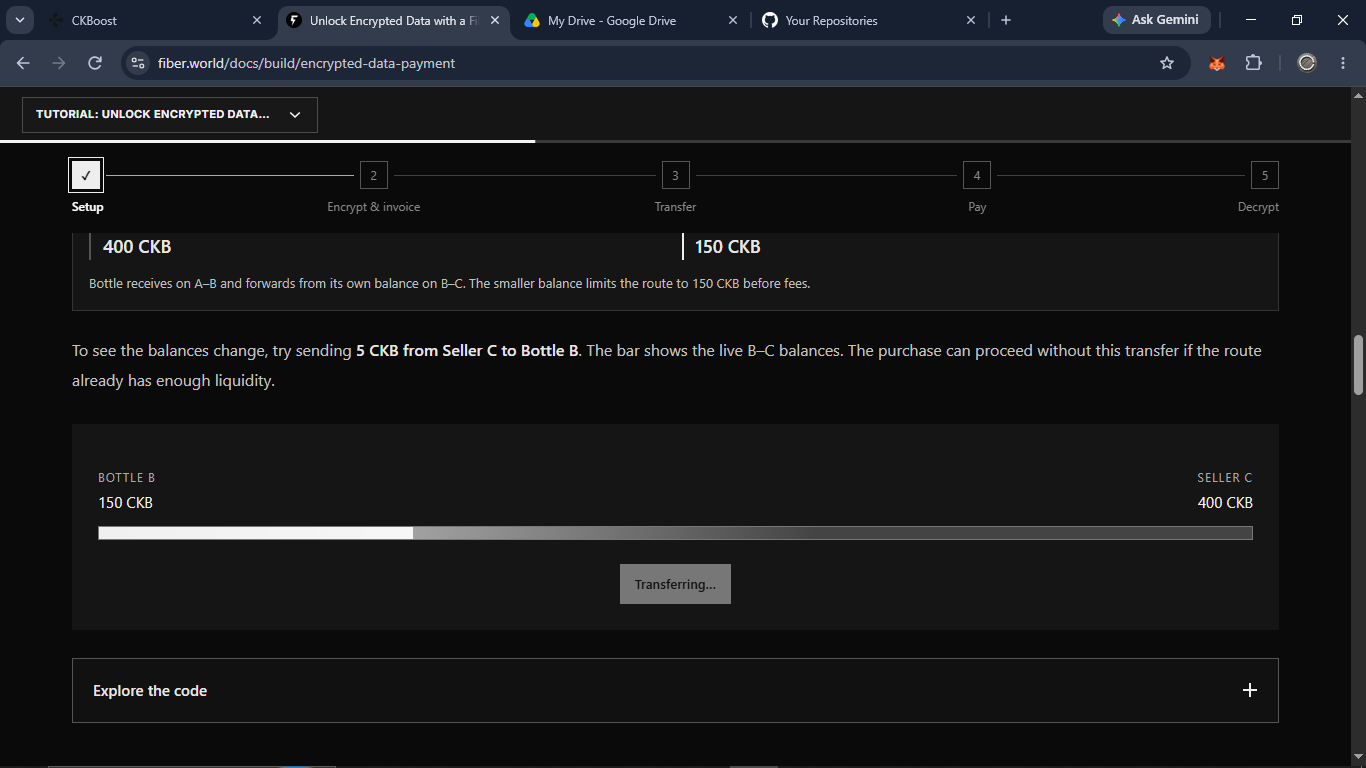 CKBoost
Unlock Encrypted Data with a Fi
My Drive - Google Drive
Your Repositories
Ask Gemini
fiber.world/docs/build/encrypted-data-payment
TUTORIAL: UNLOCK ENCRYPTED DATA...
✓
2
3
4
5
Setup
Encrypt & invoice
Transfer
Pay
Decrypt
400 CKB
150 CKB
Bottle receives on A–B and forwards from its own balance on B–C. The smaller balance limits the route to 150 CKB before fees.
To see the balances change, try sending 5 CKB from Seller C to Bottle B. The bar shows the live B–C balances. The purchase can proceed without this transfer if the route
already has enough liquidity.
BOTTLE B
SELLER C
150 CKB
400 CKB
Transferring...
Explore the code